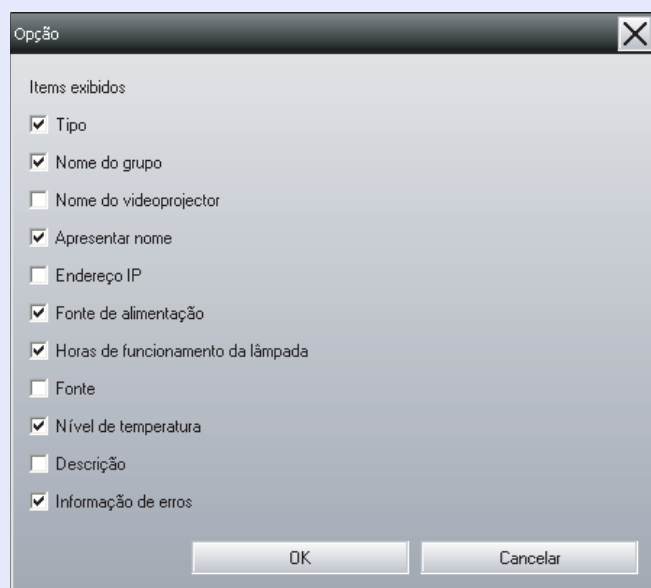 Opção
Items exibidos
Tipo
Nome do grupo
Nome do videoprojector
Apresentar nome
Endereço IP
Fonte de alimentação
Horas de funcionamento da lâmpada
Fonte
Nível de temperatura
Descrição
Informação de erros
OK
Cancelar